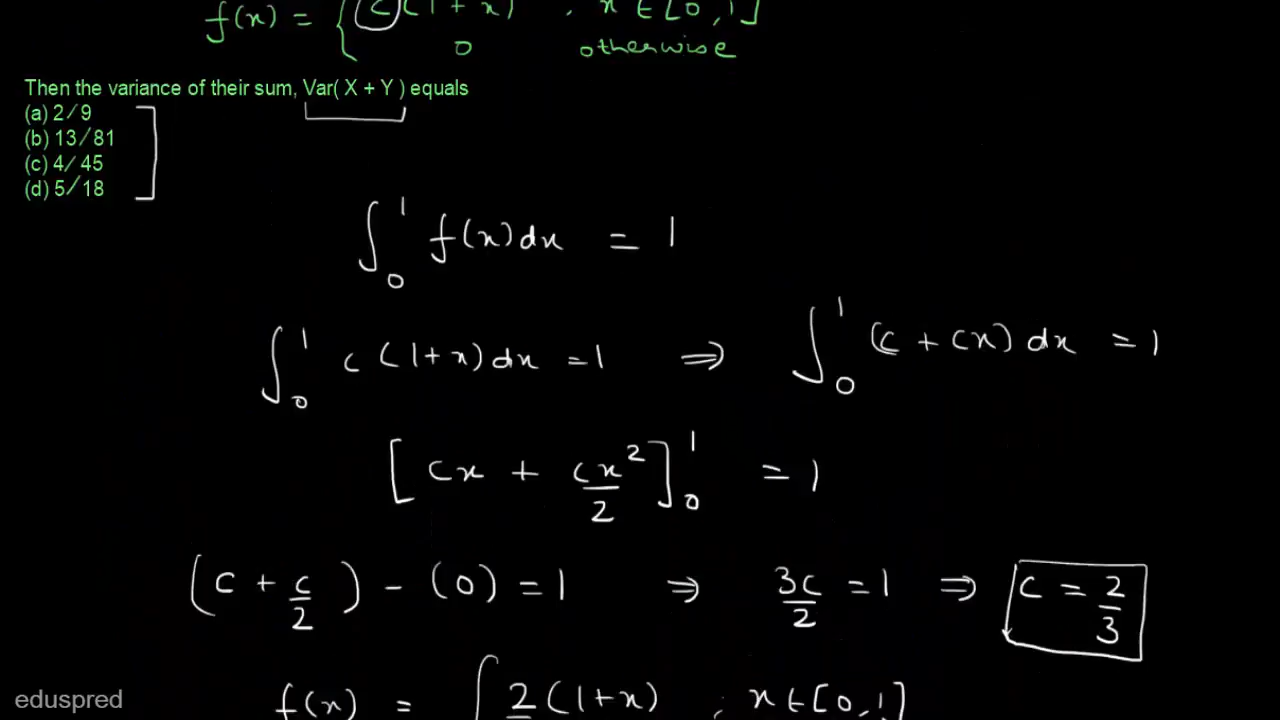 f(x) = { c(1+x) , x ∈ [0,1]
0 otherwise
Then the variance of their sum, Var( X + Y ) equals
(a) 2/9
(b) 13/81
(c) 4/45
(d) 5/18
∫₀¹ f(x)dx = 1
∫₀¹ c(1+x)dx = 1 ⇒ ∫₀¹ (c + cx) dx = 1
[cx + cx²/2]₀¹ = 1
(c + c/2) - (0) = 1 ⇒ 3c/2 = 1 ⇒ c = 2/3
f(x) = { 2 (1+x) , x ∈ [0,1]
eduspred